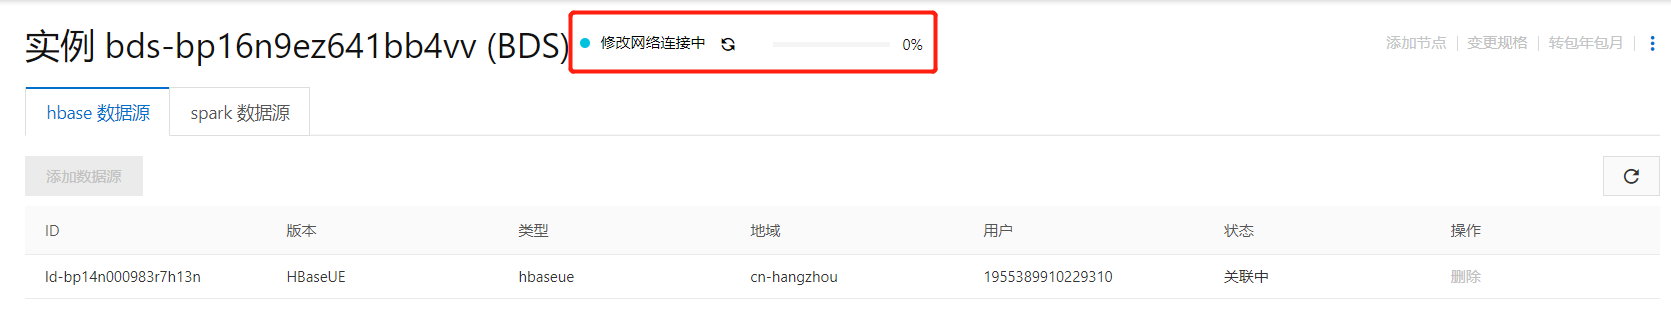 实例 bds-bp16n9ez641bb4vv (BDS) 修改网络连接中 0% 添加节点 变更规格 转包年包月
hbase 数据源 spark 数据源
添加数据源
ID 版本 类型 地域 用户 状态 操作
ld-bp14n000983r7h13n HBaseUE hbaseue cn-hangzhou 1955389910229310 关联中 删除